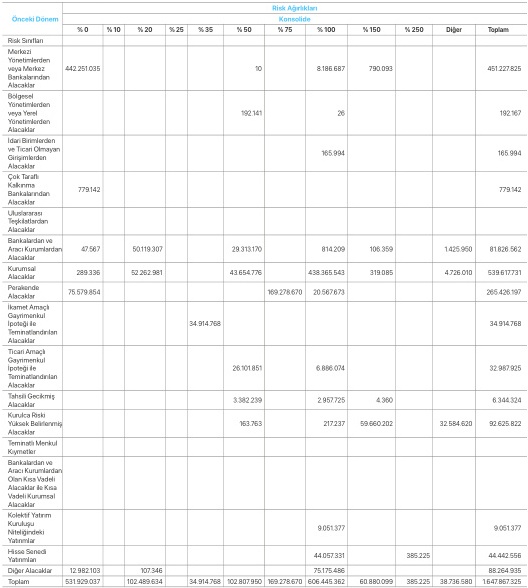 Risk Ağırlıkları
Önceki Dönem Konsolide
% 0 % 10 % 20 % 25 % 35 % 50 % 75 % 100 % 150 % 250 Diğer Toplam
Risk Sınıfları
Merkezi
Yönetimlerden
veya Merkez 442.251.035 10 8.186.687 790.093 451.227.825
Bankalarından
Alacaklar
Bölgesel
Yönetimlerden
veya Yerel 192.141 26 192.167
Yönetimlerden
Alacaklar
İdari Birimlerden
ve Ticari Olmayan 165.994 165.994
Girişimlerden
Alacaklar
Çok Taraflı
Kalkınma 779.142 779.142
Bankalarından
Alacaklar
Uluslararası
Teşkilatlardan
Alacaklar
Bankalardan ve
Aracı Kurumlardan 47.567 50.119.307 29.313.170 814.209 106.359 1.425.950 81.826.562
Alacaklar
Kurumsal 289.336 52.262.981 43.654.776 438.365.543 319.085 4.726.010 539.617.731
Alacaklar
Perakende 75.579.854 169.278.670 20.567.673 265.426.197
Alacaklar
İkamet Amaçlı
Gayrimenkul
İpoteği ile 34.914.768 34.914.768
Teminatlandırılan
Alacaklar
Ticari Amaçlı
Gayrimenkul
İpoteği ile 26.101.851 6.886.074 32.987.925
Teminatlandırılan
Alacaklar
Tahsili Gecikmiş 3.382.239 2.957.725 4.360 6.344.324
Alacaklar
Kurulca Riski
Yüksek Belirlenmiş 163.763 217.237 59.660.202 32.584.620 92.625.822
Alacaklar
Teminatlı Menkul
Kıymetler
Bankalardan ve
Aracı Kurumlardan
Olan Kısa Vadeli
Alacaklar ile Kısa
Vadeli Kurumsal
Alacaklar
Kolektif Yatırım
Kuruluşu 9.051.377 9.051.377
Niteliğindeki
Yatırımlar
Hisse Senedi 44.057.331 385.225 44.442.556
Yatırımları
Diğer Alacaklar 12.982.103 107.346 75.175.486 88.264.935
Toplam 531.929.037 102.489.634 34.914.768 102.807.950 169.278.670 606.445.362 60.880.099 385.225 38.736.580 1.647.867.325